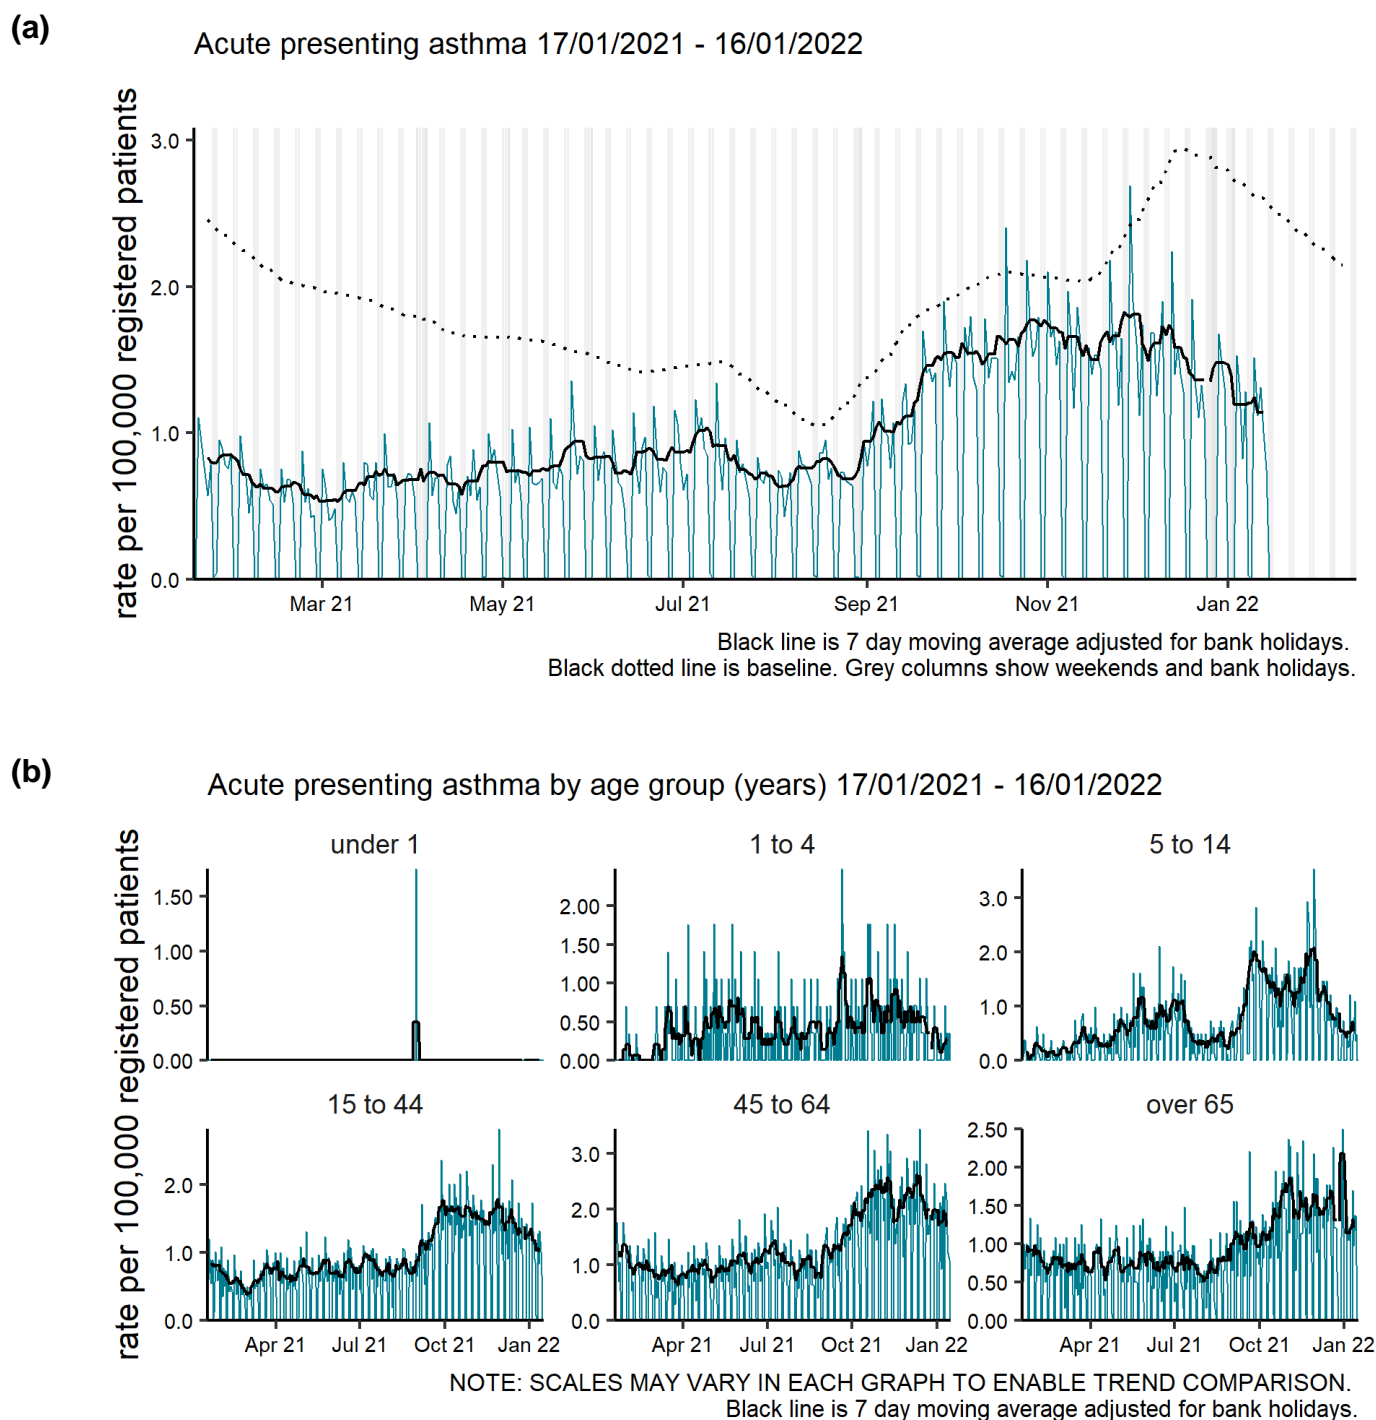 (a)
Acute presenting asthma 17/01/2021 - 16/01/2022
rate per 100,000 registered patients
3.0
2.0
1.0
0.0
Mar 21 May 21 Jul 21 Sep 21 Nov 21 Jan 22
Black line is 7 day moving average adjusted for bank holidays.
Black dotted line is baseline. Grey columns show weekends and bank holidays.
(b)
Acute presenting asthma by age group (years) 17/01/2021 - 16/01/2022
rate per 100,000 registered patients
under 1
1.50
1.00
0.50
0.00
1 to 4
2.00
1.50
1.00
0.50
0.00
5 to 14
3.0
2.0
1.0
0.0
15 to 44
2.0
1.0
0.0
Apr 21 Jul 21 Oct 21 Jan 22
45 to 64
3.0
2.0
1.0
0.0
Apr 21 Jul 21 Oct 21 Jan 22
over 65
2.50
2.00
1.50
1.00
0.50
0.00
Apr 21 Jul 21 Oct 21 Jan 22
NOTE: SCALES MAY VARY IN EACH GRAPH TO ENABLE TREND COMPARISON.
Black line is 7 day moving average adjusted for bank holidays.